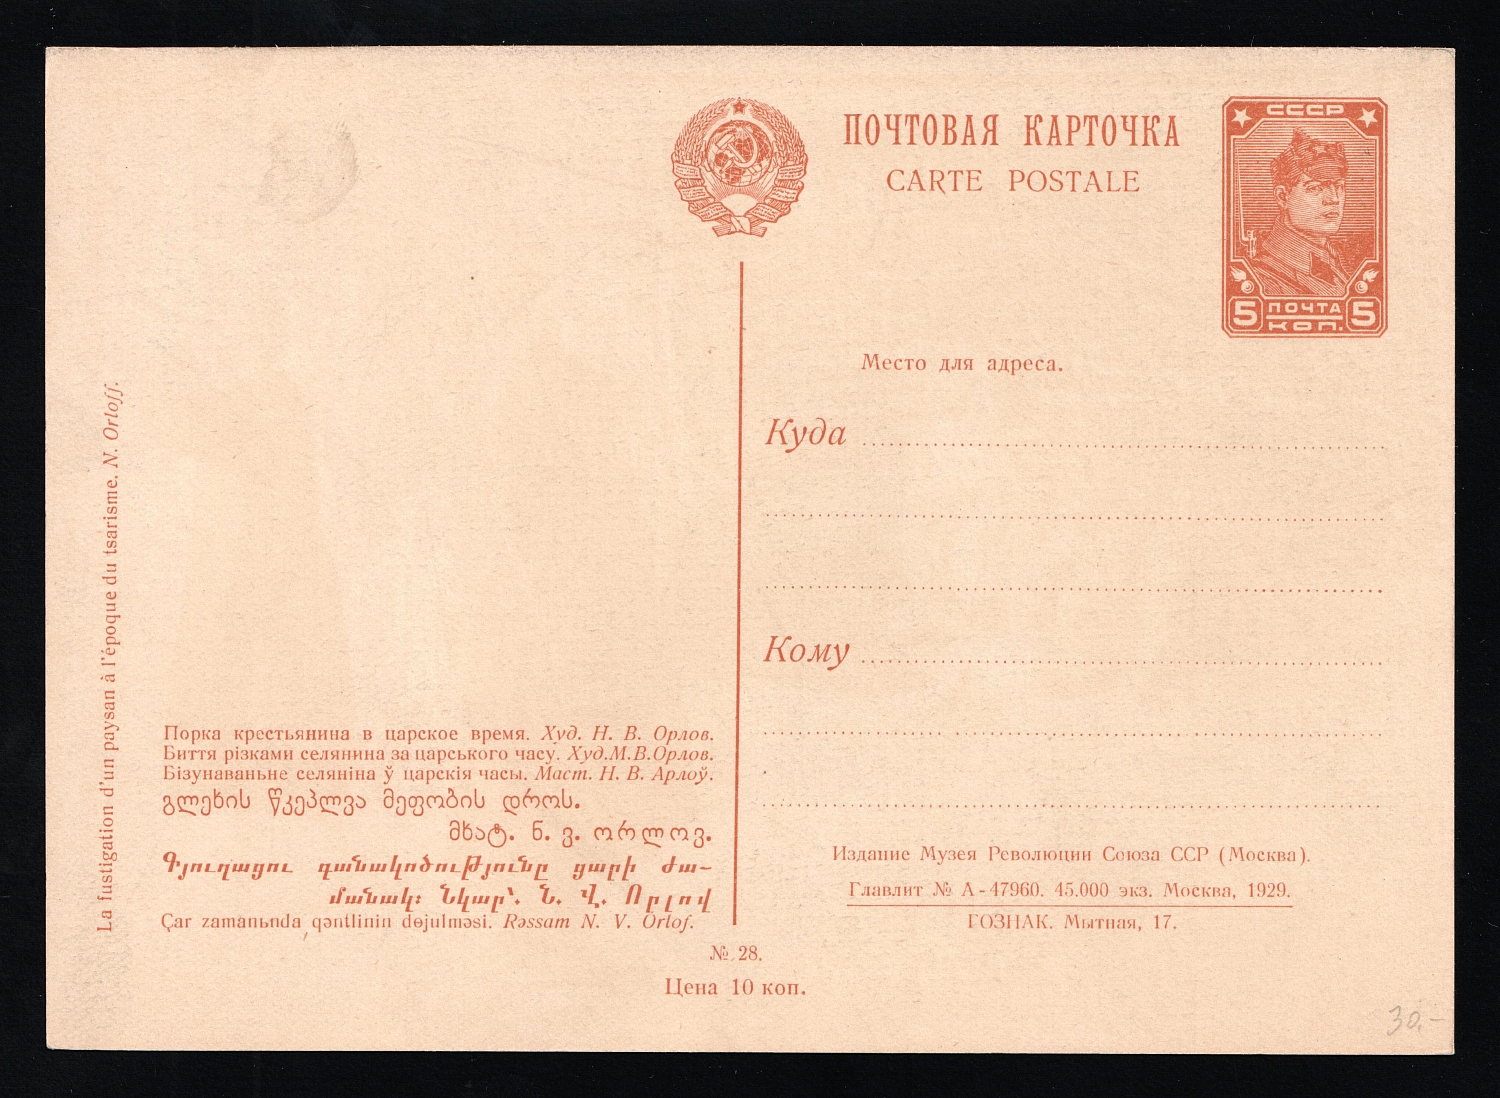 ПОЧТОВАЯ КАРТОЧКА
CARTE POSTALE
СССР
5 ПОЧТА 5
КОП.
Место для адреса.
Куда
Кому
La fustigation d'un paysan à l'époque du tsarisme. N. Orloff.
Порка крестьянина в царское время. Худ. Н. В. Орлов.
Биття різками селянина за царського часу. Худ.М.В.Орлов.
Бізунаваньне селяніна ў царскія часы. Маст. Н. В. Арлоў.
გლეხის წკეპლვა მეფობის დროს.
მხატ. ნ. ვ. ორლოვ.
Գյուղացու գանակոծությունը ցարի ժա-
մանակ: Նկար՝. Ն. Վ. Որլով
Çar zamanьnda qəntlinin dɵjulməsi. Rəssam N. V. Orlof.
Издание Музея Революции Союза ССР (Москва).
Главлит № А-47960. 45.000 экз. Москва, 1929.
ГОЗНАК. Мытная, 17.
№ 28.
Цена 10 коп.
30.-